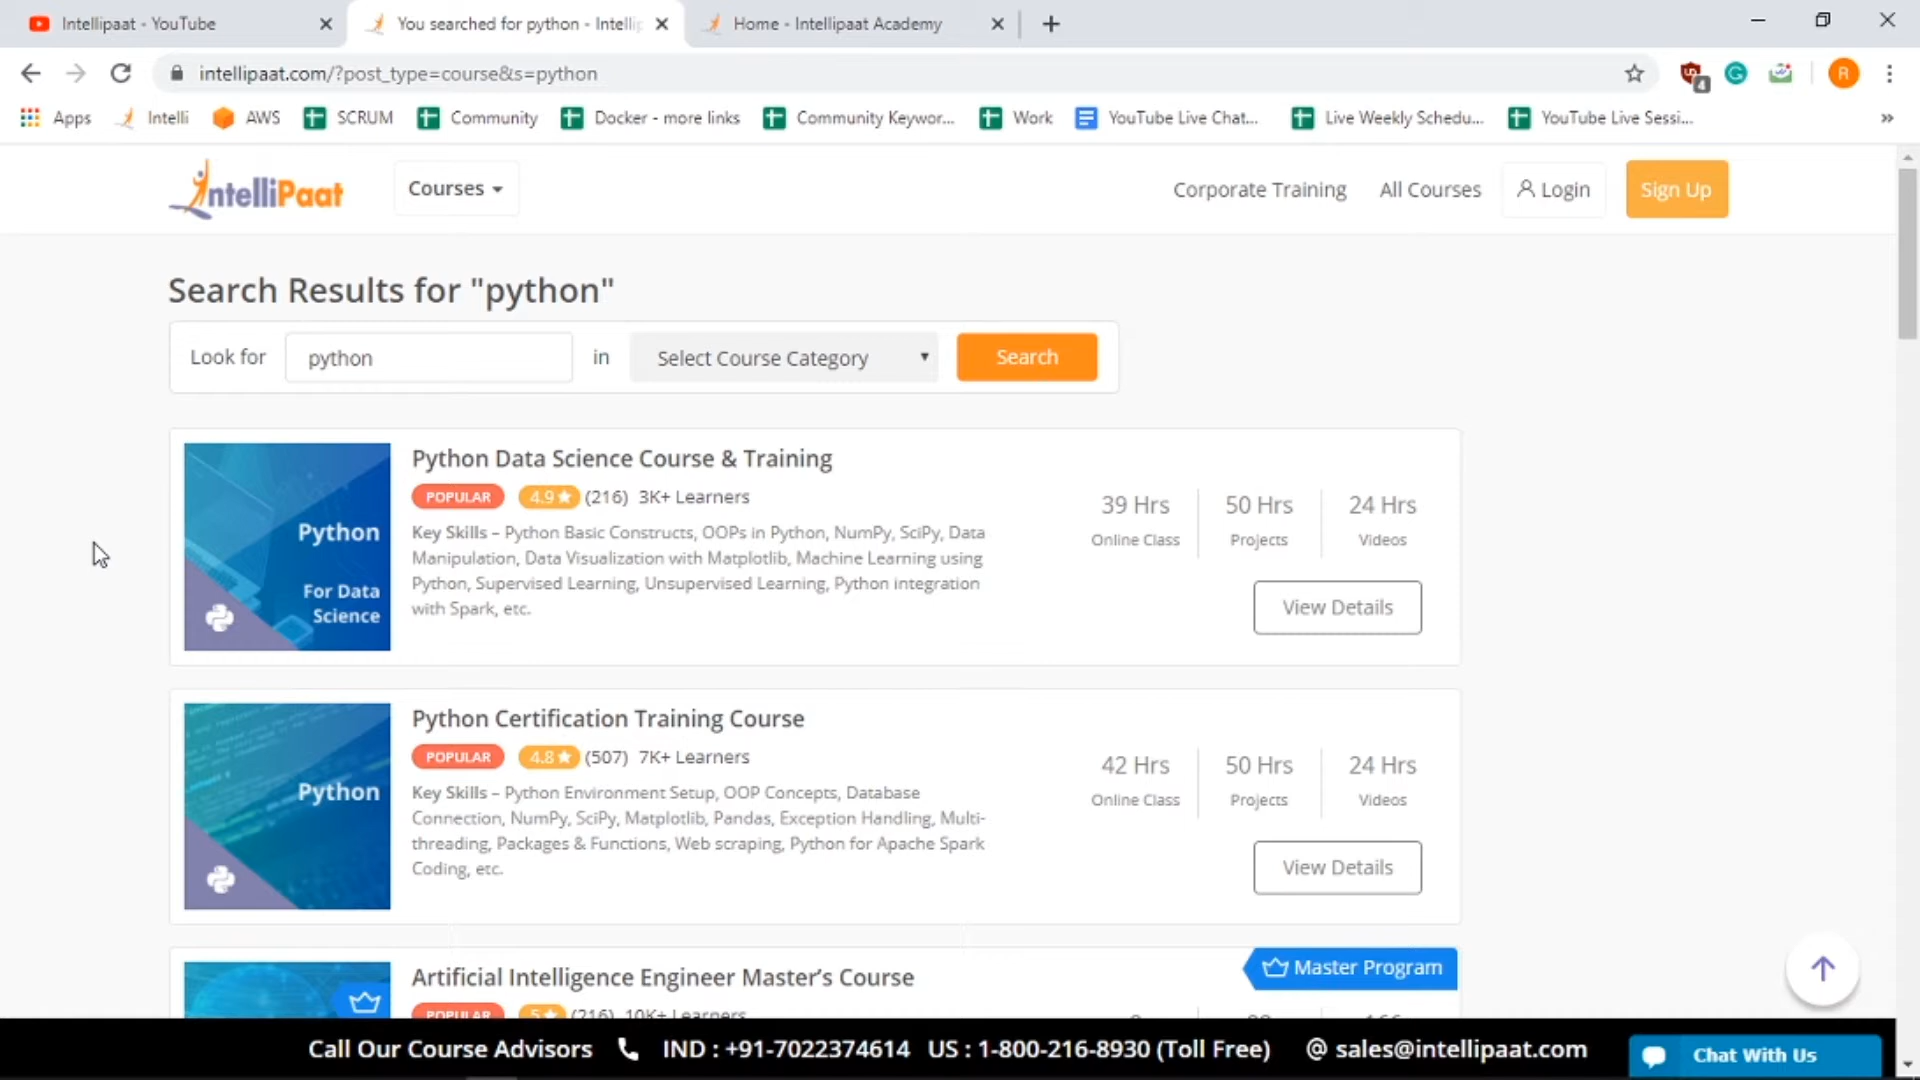 Intellipaat - YouTube
You searched for python - Intelli
Home - Intellipaat Academy
intellipaat.com/?post_type=course&s=python
4
R
Apps
Intelli
AWS
SCRUM
Community
Docker - more links
Community Keywor...
Work
YouTube Live Chat...
Live Weekly Schedu...
YouTube Live Sessi...
IntelliPaat
Courses
Corporate Training
All Courses
Login
Sign Up
Search Results for "python"
Look for
python
in
Select Course Category
Search
Python
For Data
Science
Python Data Science Course & Training
POPULAR 4.9 (216) 3K+ Learners
Key Skills – Python Basic Constructs, OOPs in Python, NumPy, SciPy, Data
Manipulation, Data Visualization with Matplotlib, Machine Learning using
Python, Supervised Learning, Unsupervised Learning, Python integration
with Spark, etc.
39 Hrs
Online Class
50 Hrs
Projects
24 Hrs
Videos
View Details
Python
Python Certification Training Course
POPULAR 4.8 (507) 7K+ Learners
Key Skills – Python Environment Setup, OOP Concepts, Database
Connection, NumPy, SciPy, Matplotlib, Pandas, Exception Handling, Multi-
threading, Packages & Functions, Web scraping, Python for Apache Spark
Coding, etc.
42 Hrs
Online Class
50 Hrs
Projects
24 Hrs
Videos
View Details
Artificial Intelligence Engineer Master's Course
Master Program
POPULAR 5 (216) 10K+ Learners
Call Our Course Advisors IND : +91-7022374614 US : 1-800-216-8930 (Toll Free) @ sales@intellipaat.com
Chat With Us